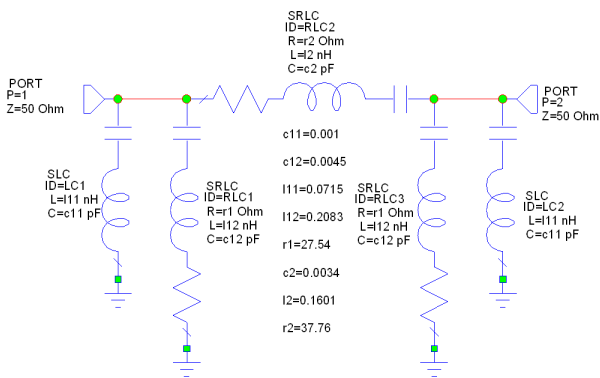 SRLC
ID=RLC2
R=r2 Ohm
L=l2 nH
C=c2 pF
PORT
P=1
Z=50 Ohm
PORT
P=2
Z=50 Ohm
SLC
ID=LC1
L=l11 nH
C=c11 pF
SRLC
ID=RLC1
R=r1 Ohm
L=l12 nH
C=c12 pF
c11=0.001
c12=0.0045
l11=0.0715
l12=0.2083
r1=27.54
c2=0.0034
l2=0.1601
r2=37.76
SRLC
ID=RLC3
R=r1 Ohm
L=l12 nH
C=c12 pF
SLC
ID=LC2
L=l11 nH
C=c11 pF